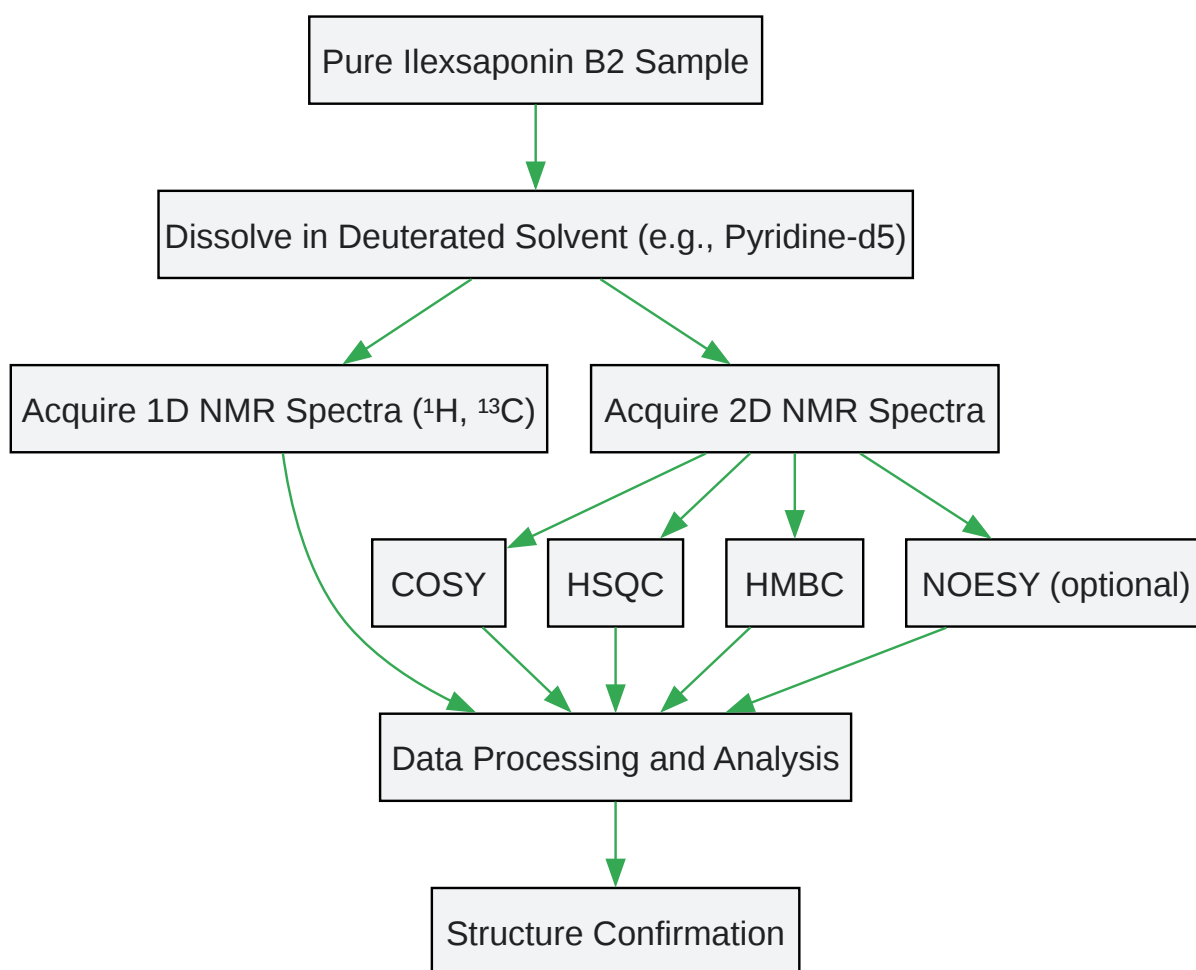 Pure Ilexsaponin B2 Sample
Dissolve in Deuterated Solvent (e.g., Pyridine-d5)
Acquire 1D NMR Spectra (¹H, ¹³C)
Acquire 2D NMR Spectra
COSY
HSQC
HMBC
NOESY (optional)
Data Processing and Analysis
Structure Confirmation